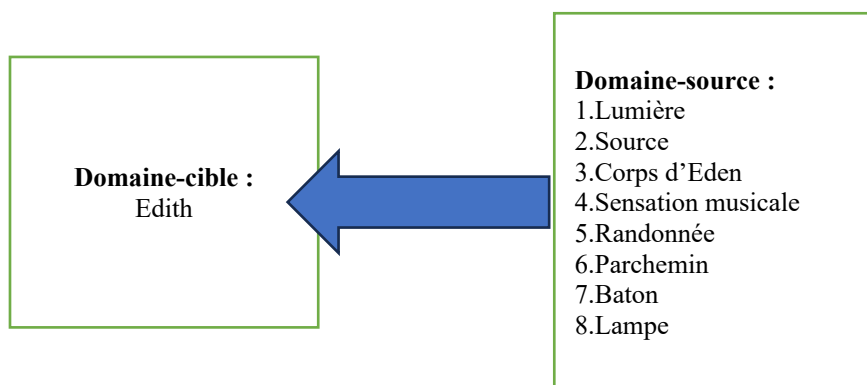 Domaine-cible :
Edith
Domaine-source :
1.Lumière
2.Source
3.Corps d’Eden
4.Sensation musicale
5.Randonnée
6.Parchemin
7.Baton
8.Lampe